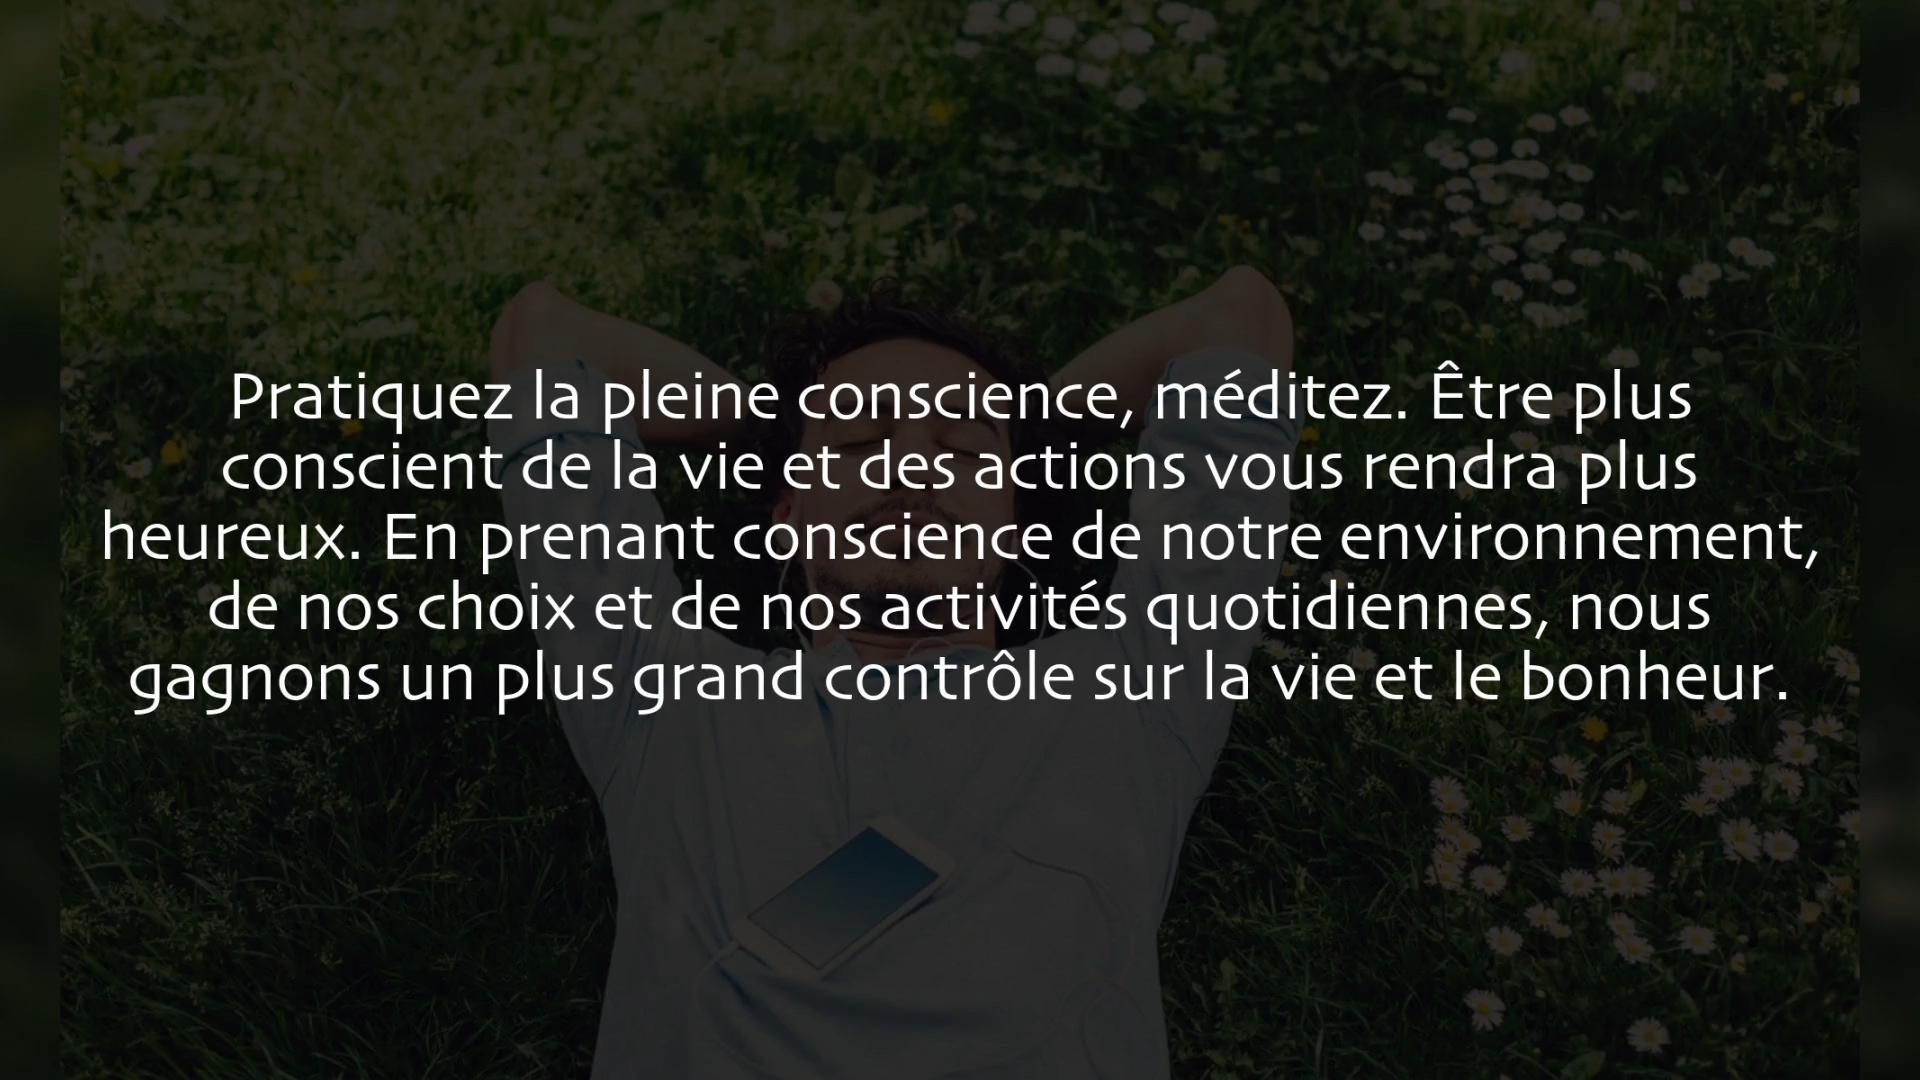 Pratiquez la pleine conscience, méditez. Être plus
conscient de la vie et des actions vous rendra plus
heureux. En prenant conscience de notre environnement,
de nos choix et de nos activités quotidiennes, nous
gagnons un plus grand contrôle sur la vie et le bonheur.